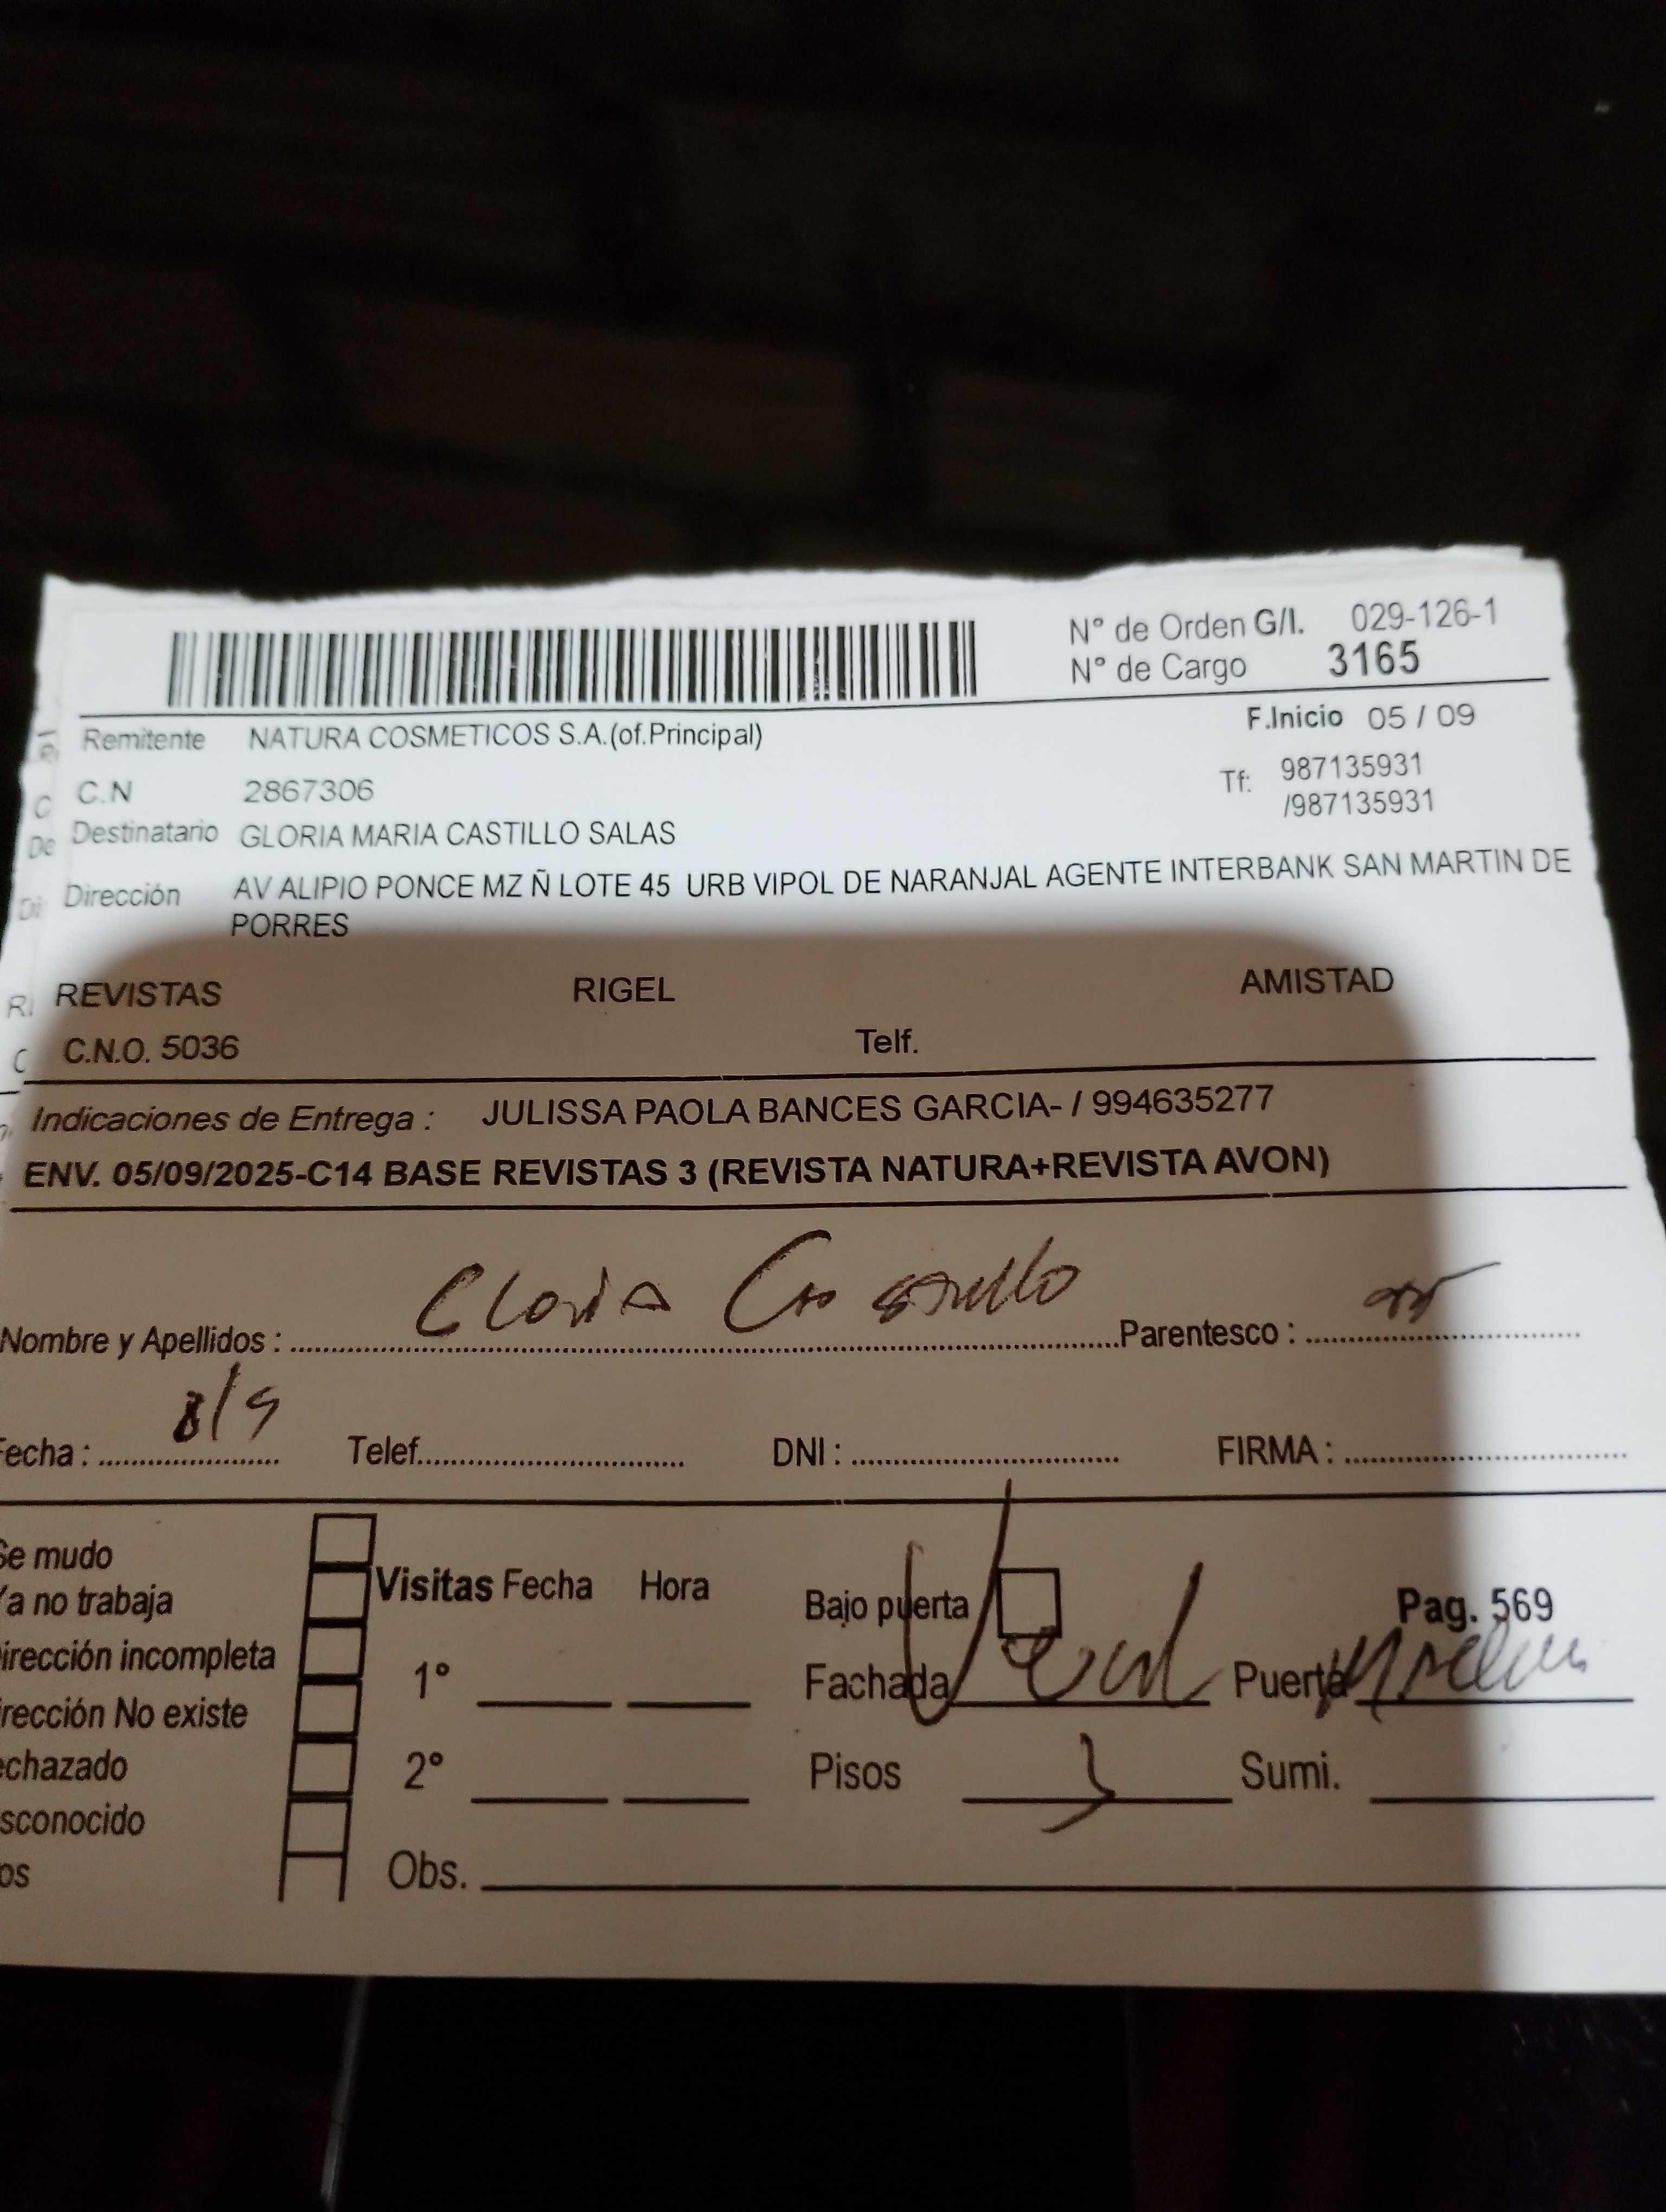 N° de Orden G/I. 029-126-1
N° de Cargo 3165
Remitente NATURA COSMETICOS S.A.(of.Principal) F.Inicio 05 / 09
C.N 2867306 Tf: 987135931
/987135931
Destinatario GLORIA MARIA CASTILLO SALAS
Dirección AV ALIPIO PONCE MZ Ñ LOTE 45 URB VIPOL DE NARANJAL AGENTE INTERBANK SAN MARTIN DE
PORRES
REVISTAS RIGEL AMISTAD
C.N.O. 5036 Telf.
Indicaciones de Entrega : JULISSA PAOLA BANCES GARCIA- / 994635277
ENV. 05/09/2025-C14 BASE REVISTAS 3 (REVISTA NATURA+REVISTA AVON)
Nombre y Apellidos : Gloria Castillo Parentesco :
Fecha : 8/9 Telef. DNI : FIRMA :
Se mudo
Ya no trabaja
Visitas Fecha Hora Bajo puerta Pag. 569
irección incompleta
1° Fachada Puerta
irección No existe
echazado 2° Pisos 3 Sumi.
sconocido
os Obs.